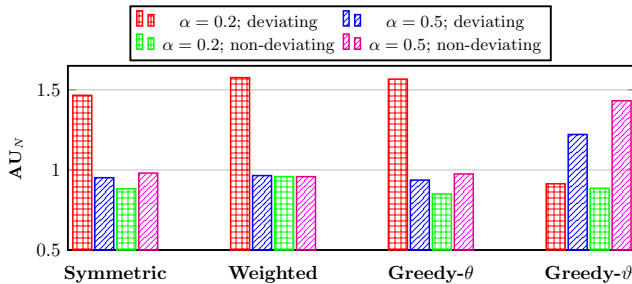 α = 0.2; deviating α = 0.5; deviating
α = 0.2; non-deviating α = 0.5; non-deviating
1.5
1
0.5
AU_N
Symmetric Weighted Greedy-θ Greedy-ϑ